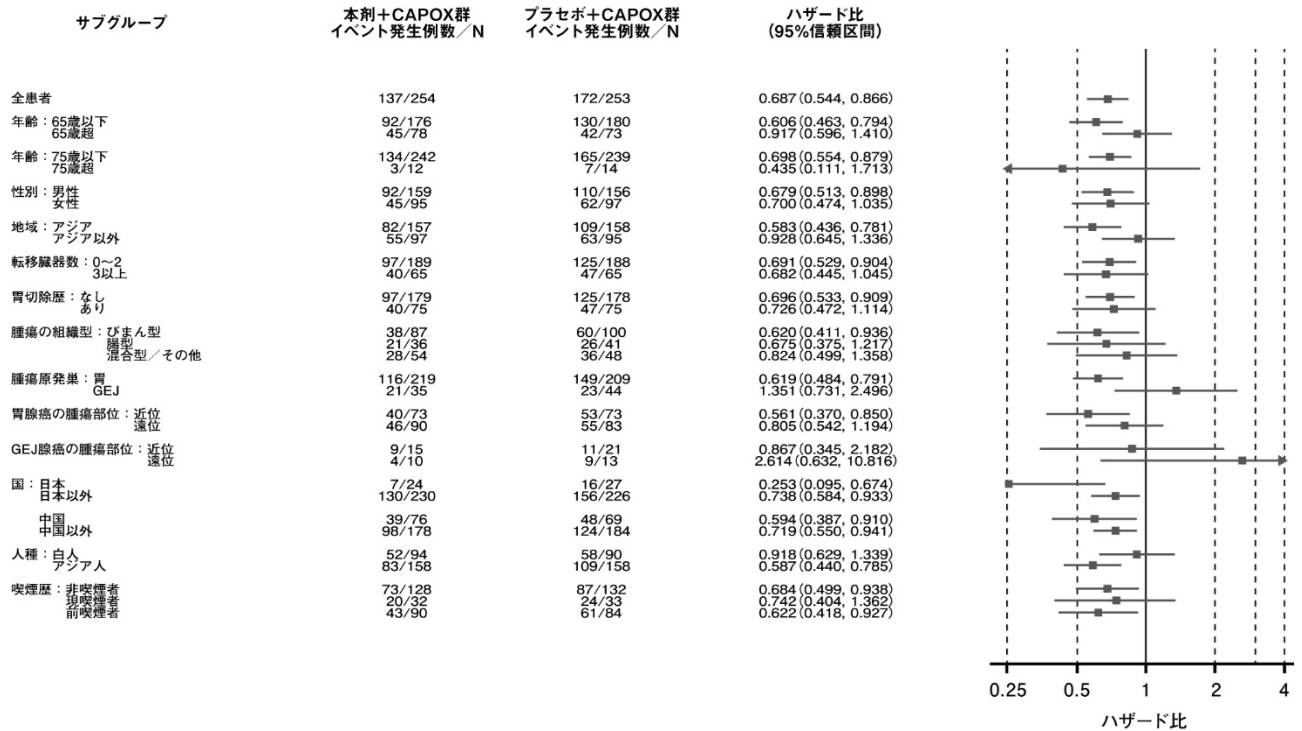 サブグループ 本剤+CAPOX群 プラセボ+CAPOX群 ハザード比
イベント発生例数/N イベント発生例数/N (95%信頼区間)
全患者 137/254 172/253 0.687(0.544, 0.866)
年齢:65歳以下 92/176 130/180 0.606(0.463, 0.794)
65歳超 45/78 42/73 0.917(0.596, 1.410)
年齢:75歳以下 134/242 165/239 0.698(0.554, 0.879)
75歳超 3/12 7/14 0.435(0.111, 1.713)
性別:男性 92/159 110/156 0.679(0.513, 0.898)
女性 45/95 62/97 0.700(0.474, 1.035)
地域:アジア 82/157 109/158 0.583(0.436, 0.781)
アジア以外 55/97 63/95 0.928(0.645, 1.336)
転移臓器数:0~2 97/189 125/188 0.691(0.529, 0.904)
3以上 40/65 47/65 0.682(0.445, 1.045)
胃切除歴:なし 97/179 125/178 0.696(0.533, 0.909)
あり 40/75 47/75 0.726(0.472, 1.114)
腫瘍の組織型:びまん型 38/87 60/100 0.620(0.411, 0.936)
腸型 21/36 26/41 0.675(0.375, 1.217)
混合型/その他 28/54 36/48 0.824(0.499, 1.358)
腫瘍原発巣:胃 116/219 149/209 0.619(0.484, 0.791)
GEJ 21/35 23/44 1.351(0.731, 2.496)
胃腺癌の腫瘍部位:近位 40/73 53/73 0.561(0.370, 0.850)
遠位 46/90 55/83 0.805(0.542, 1.194)
GEJ腺癌の腫瘍部位:近位 9/15 11/21 0.867(0.345, 2.182)
遠位 4/10 9/13 2.614(0.632, 10.816)
国:日本 7/24 16/27 0.253(0.095, 0.674)
日本以外 130/230 156/226 0.738(0.584, 0.933)
中国 39/76 48/69 0.594(0.387, 0.910)
中国以外 98/178 124/184 0.719(0.550, 0.941)
人種:白人 52/94 58/90 0.918(0.629, 1.339)
アジア人 83/158 109/158 0.587(0.440, 0.785)
喫煙歴:非喫煙者 73/128 87/132 0.684(0.499, 0.938)
現喫煙者 20/32 24/33 0.742(0.404, 1.362)
前喫煙者 43/90 61/84 0.622(0.418, 0.927)
0.25 0.5 1 2 4
ハザード比